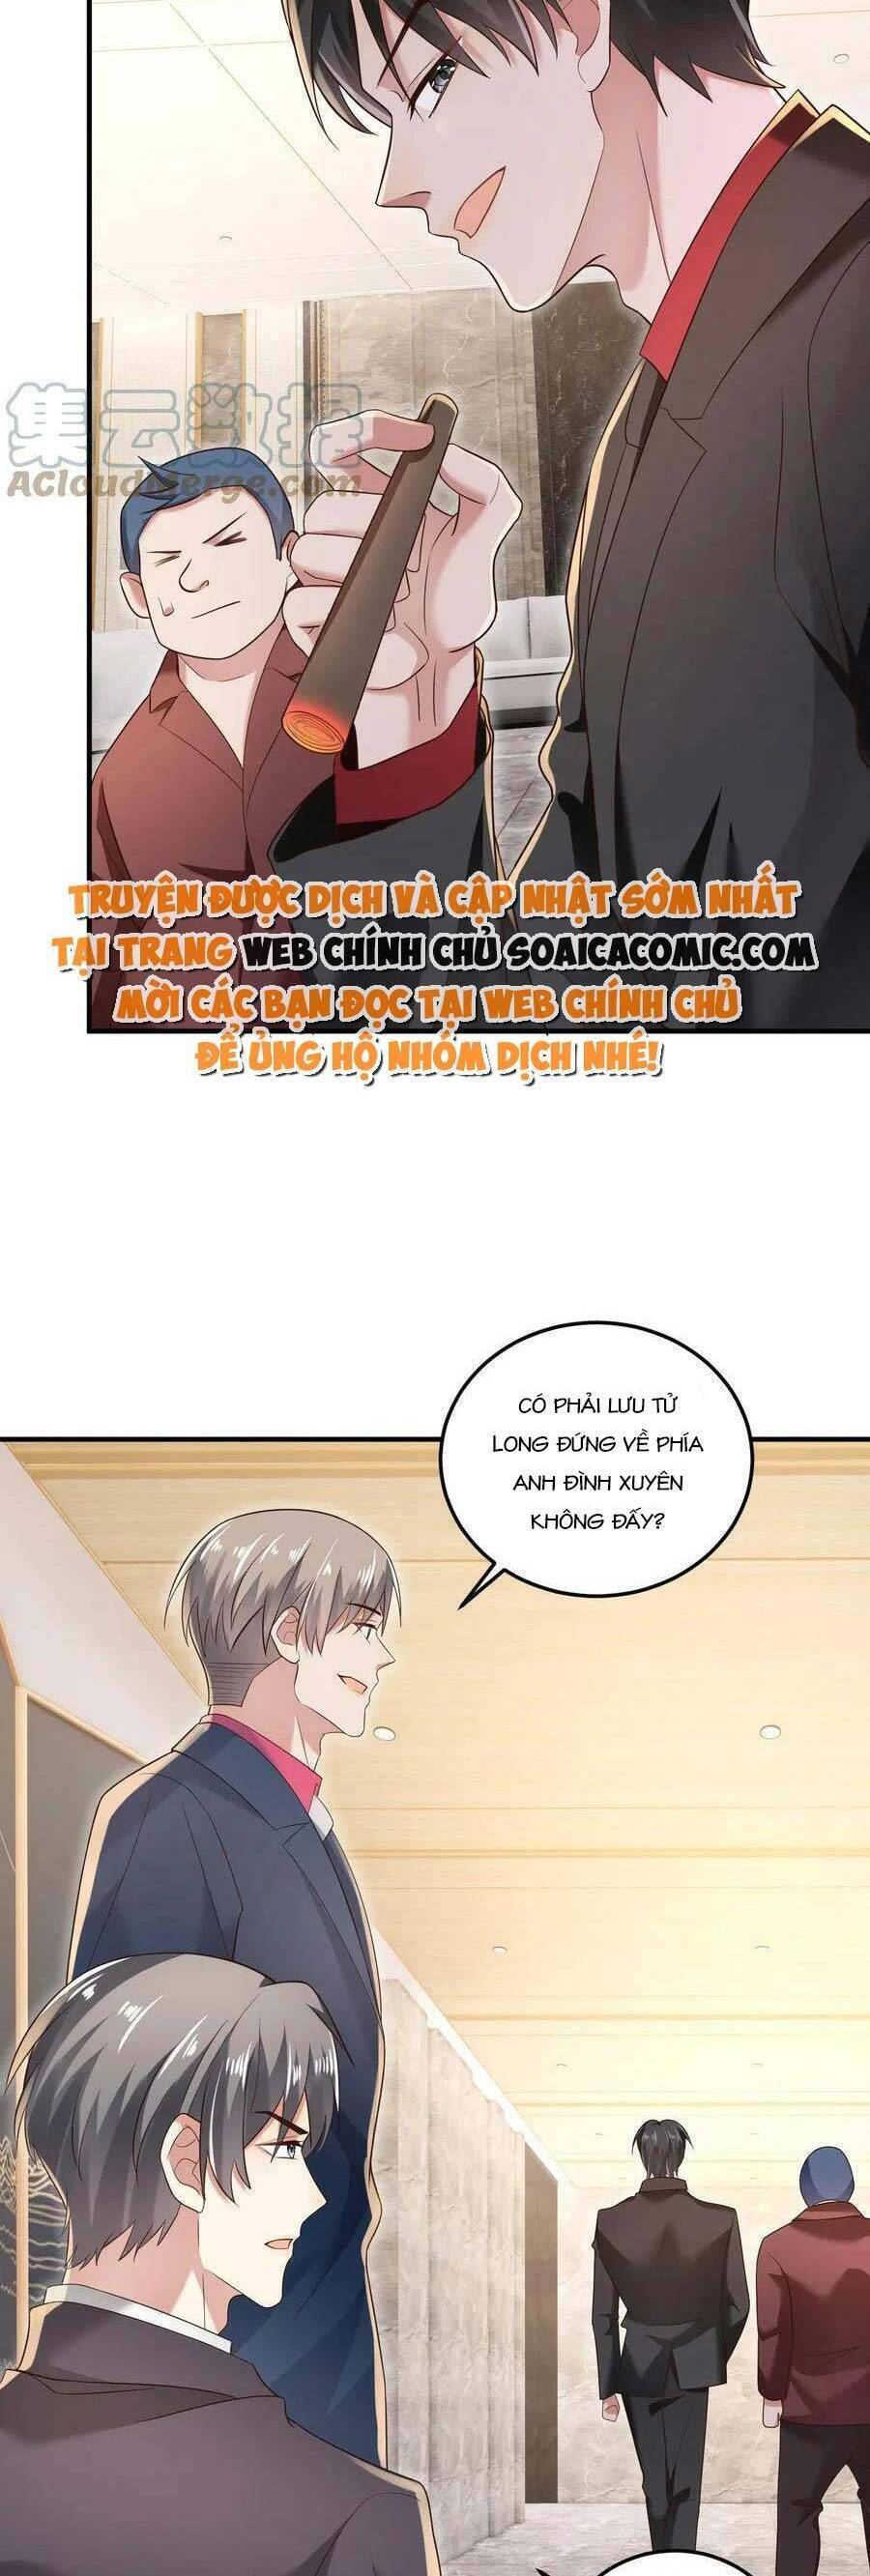 集云数据
ACloudMerge.com
TRUYỆN ĐƯỢC DỊCH VÀ CẬP NHẬT SỚM NHẤT
TẠI TRANG WEB CHÍNH CHỦ SOAICACOMIC.COM
MỜI CÁC BẠN ĐỌC TẠI WEB CHÍNH CHỦ
ĐỂ ỦNG HỘ NHÓM DỊCH NHÉ!
CÓ PHẢI LƯU TỬ
LONG ĐỨNG VỀ PHÍA
ANH ĐÌNH XUYÊN
KHÔNG ĐẤY?